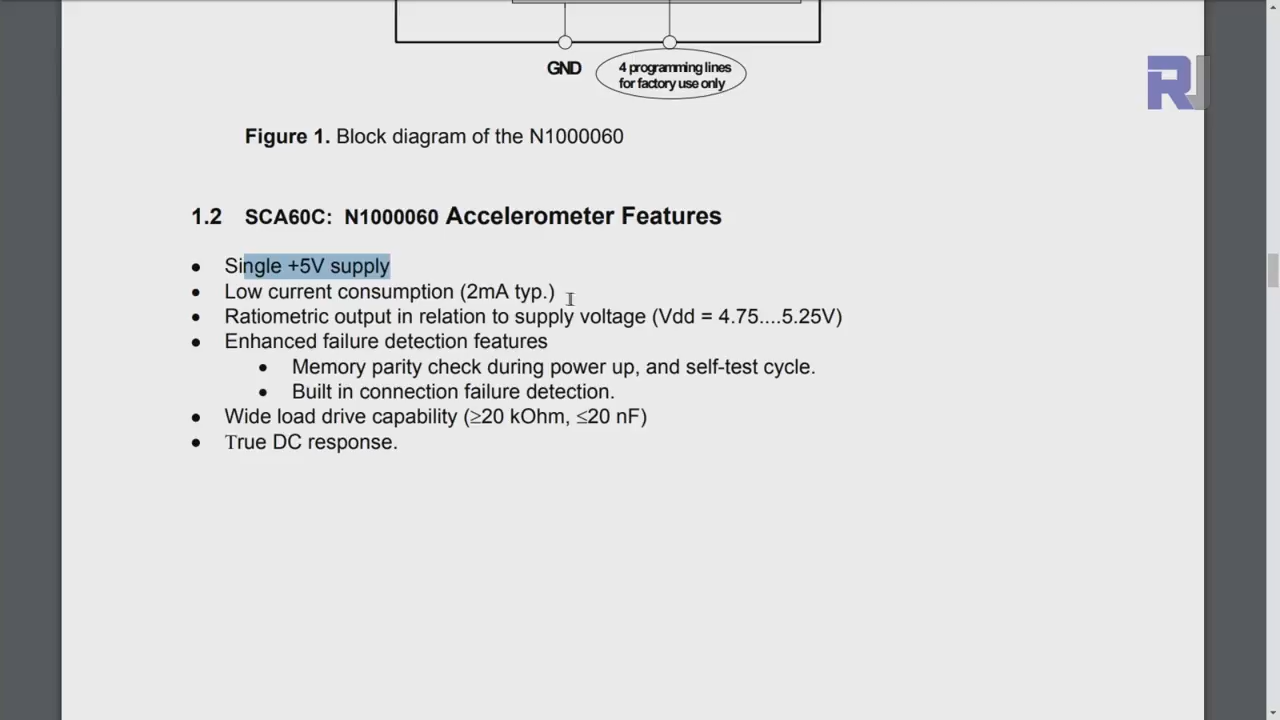 GND
4 programming lines
for factory use only
RJ
Figure 1. Block diagram of the N1000060
1.2 SCA60C: N1000060 Accelerometer Features
• Single +5V supply
• Low current consumption (2mA typ.)
• Ratiometric output in relation to supply voltage (Vdd = 4.75....5.25V)
• Enhanced failure detection features
• Memory parity check during power up, and self-test cycle.
• Built in connection failure detection.
• Wide load drive capability (≥20 kOhm, ≤20 nF)
• True DC response.